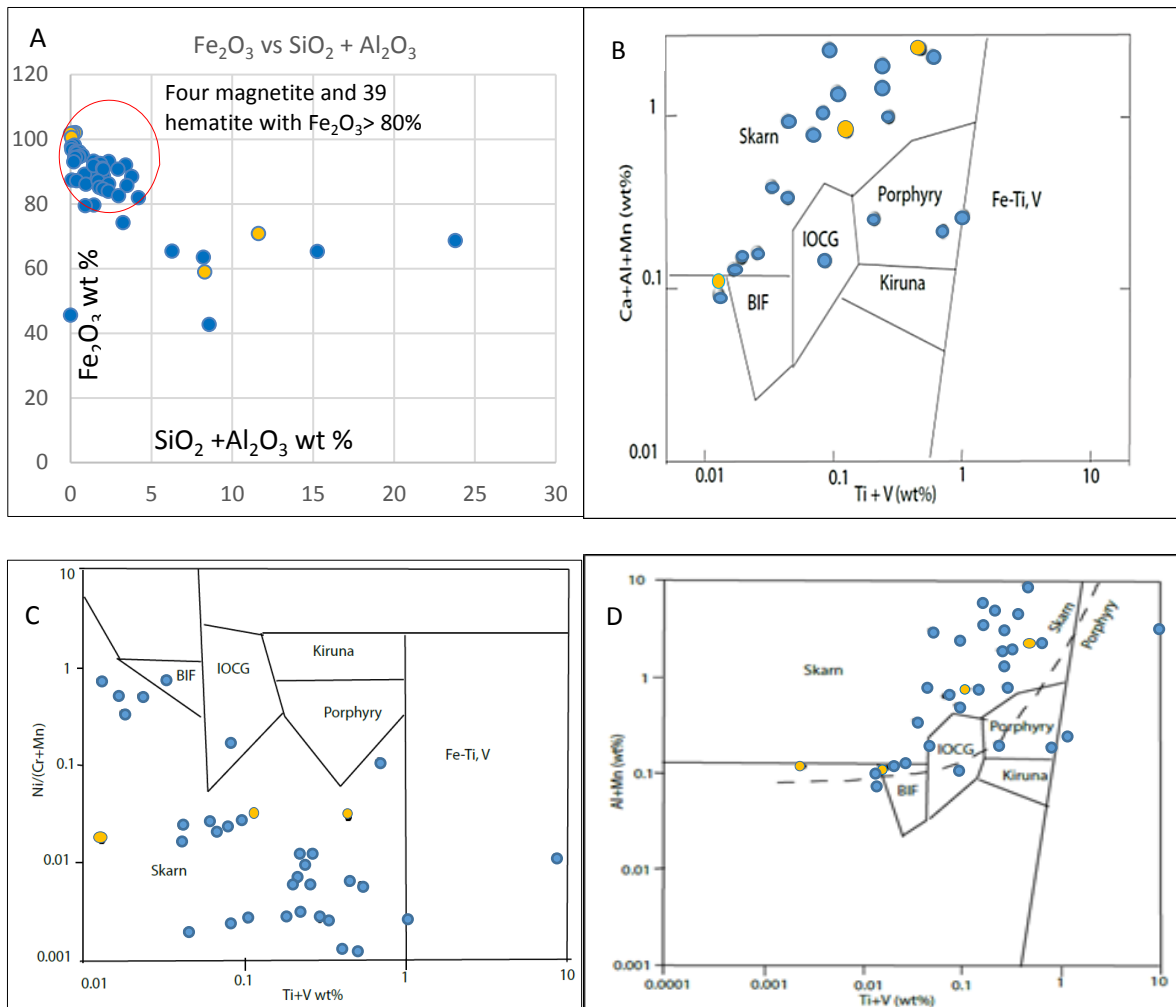 A
Fe₂O₃ vs SiO₂ + Al₂O₃
120
100
80
60
40
20
0
Four magnetite and 39
hematite with Fe₂O₃> 80%
Fe₂O₃ wt %
SiO₂ +Al₂O₃ wt %
0 5 10 15 20 25 30
B
Ca+Al+Mn (wt%)
1
0.1
0.01
Skarn
Porphyry
Fe-Ti, V
IOCG
Kiruna
BIF
0.01 0.1 1 10
Ti + V (wt%)
C
Ni/(Cr+Mn)
10
1
0.1
0.01
0.001
BIF
IOCG
Kiruna
Porphyry
Fe-Ti, V
Skarn
0.01 0.1 1 10
Ti+V wt%
D
Al+Mn (wt%)
10
1
0.1
0.01
0.001
Skarn
Skarn
Porphyry
Porphyry
IOCG
Kiruna
BIF
0.0001 0.001 0.01 0.1 1 10
Ti+V (wt%)